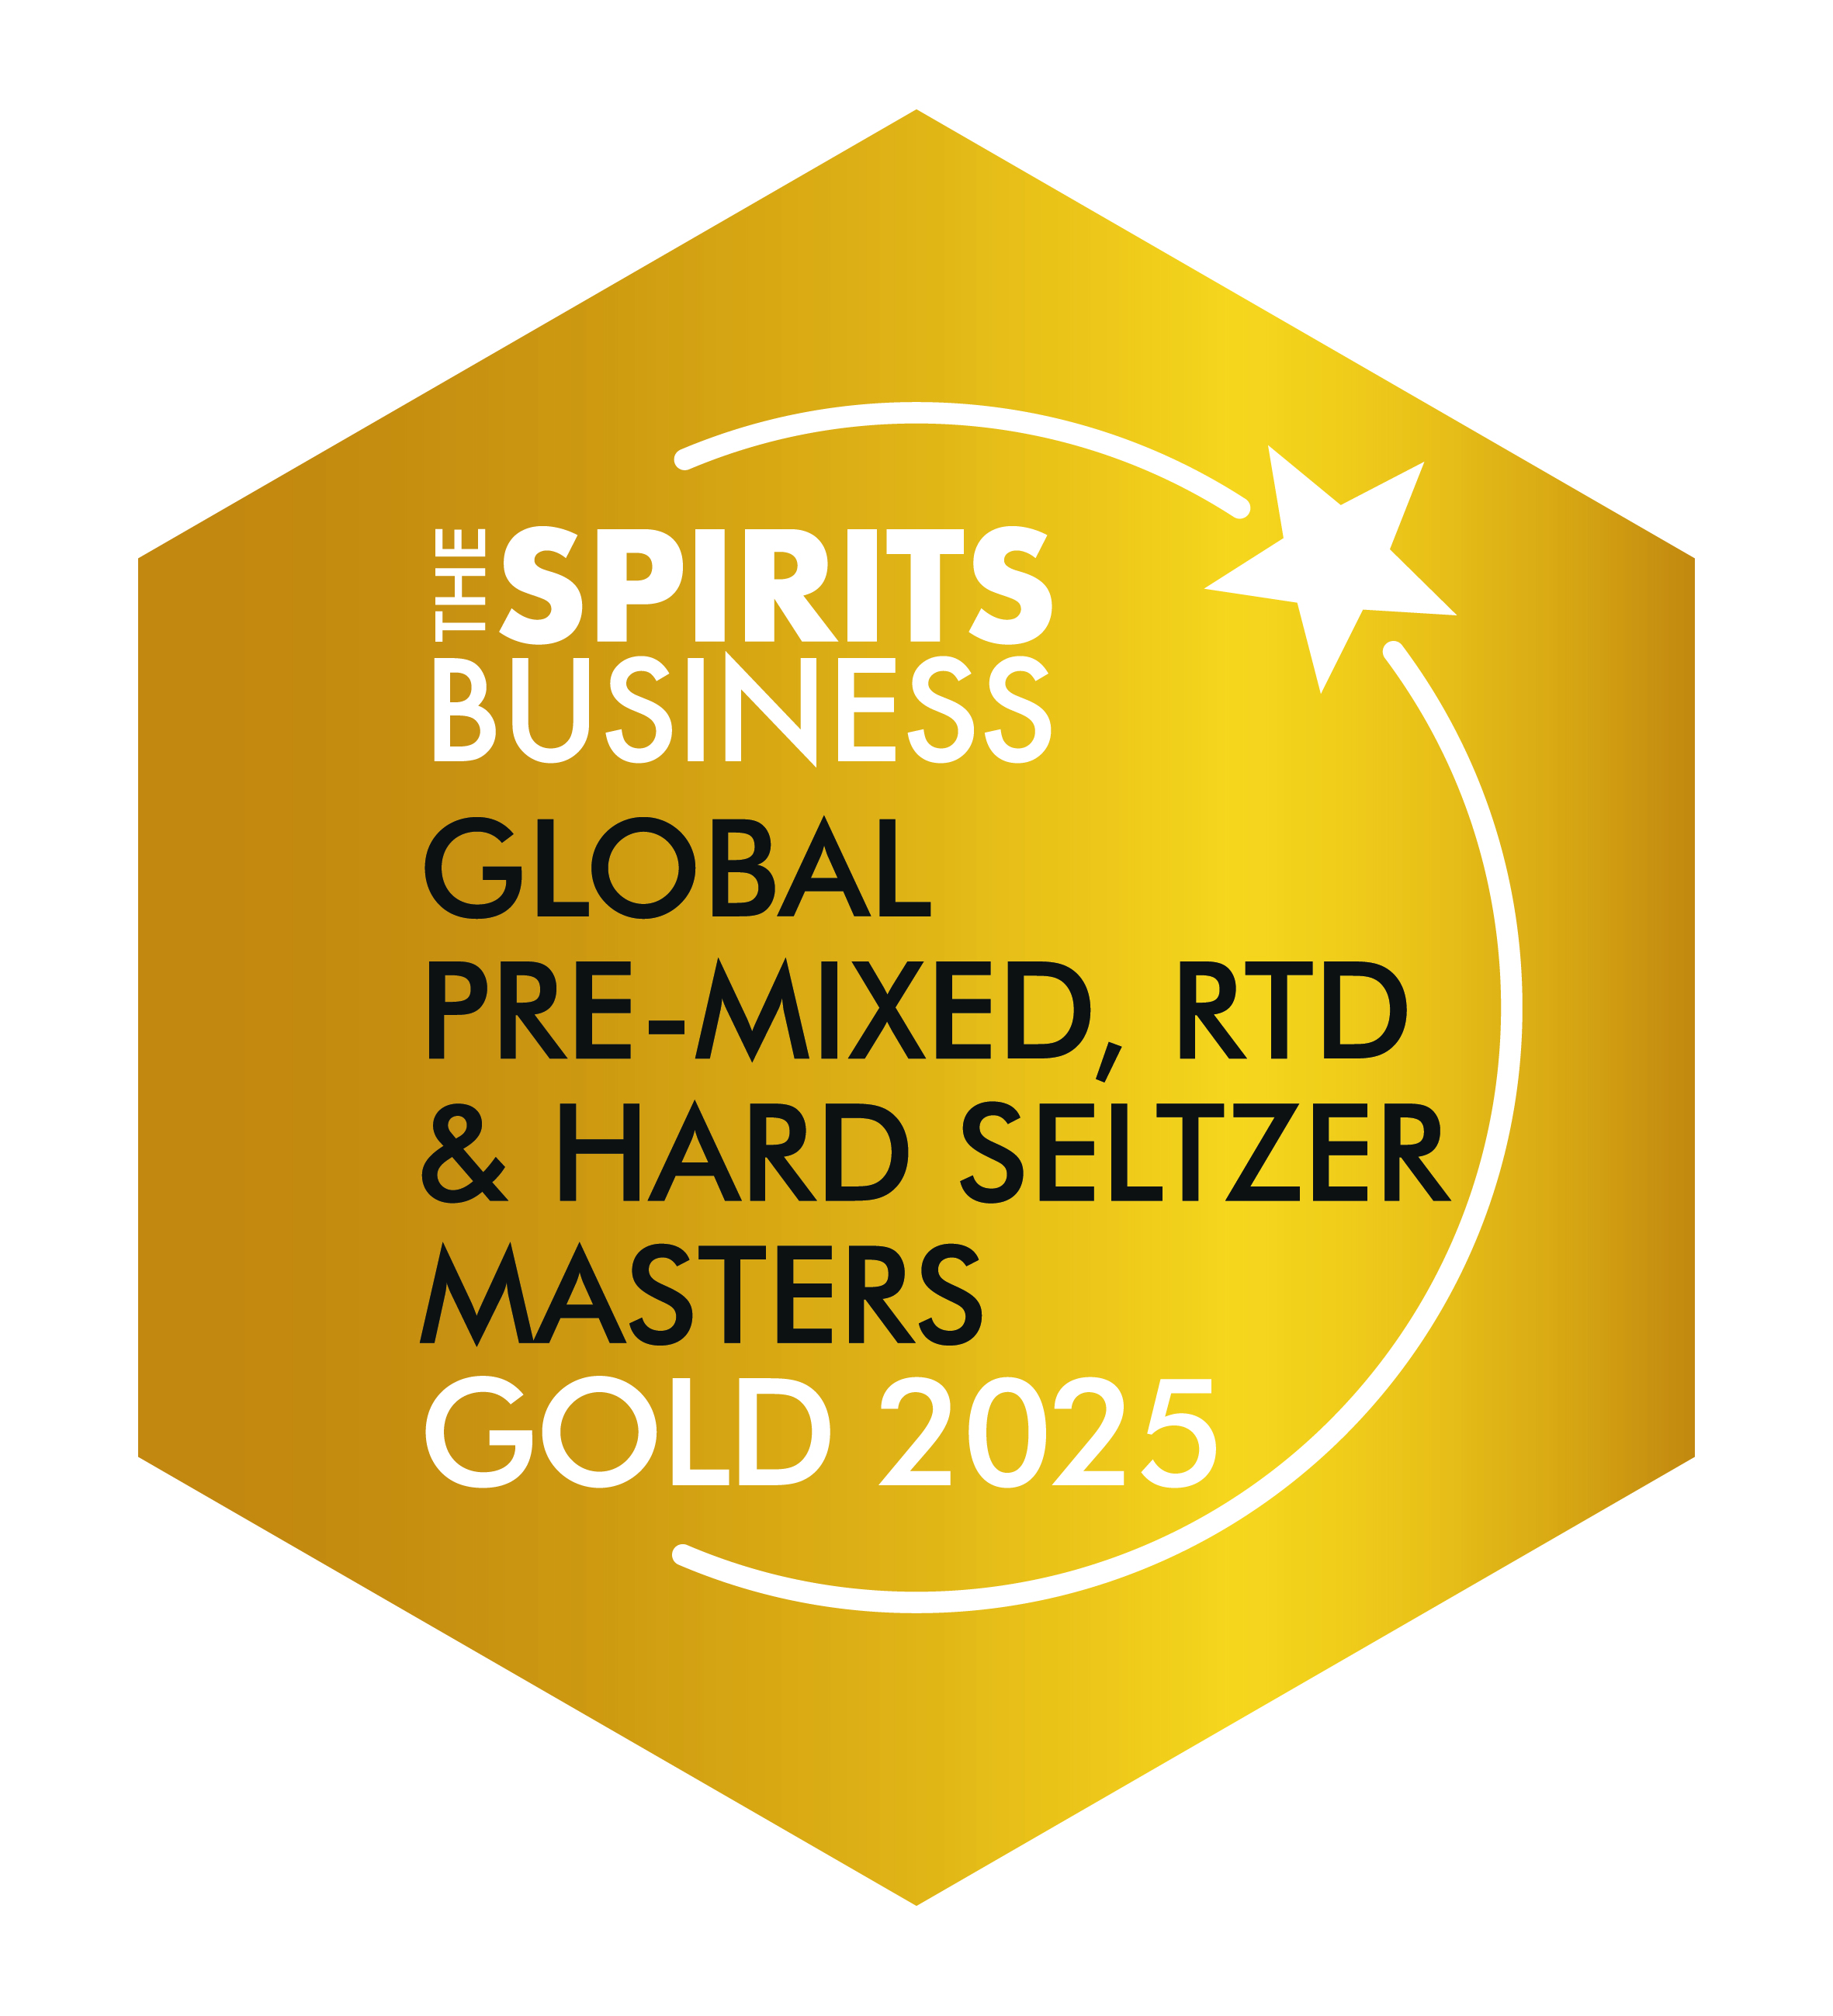 THE SPIRITS
BUSINESS
GLOBAL
PRE-MIXED, RTD
& HARD SELTZER
MASTERS
GOLD 2025